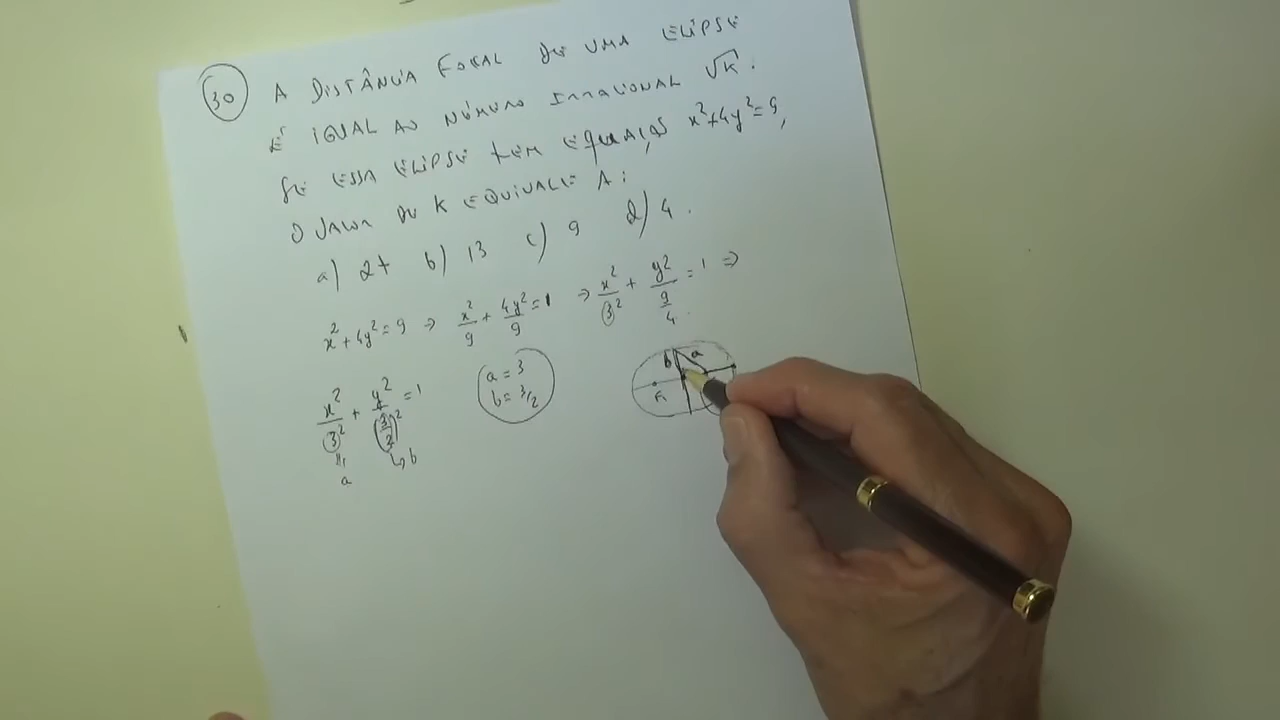 30 A DISTÂNCIA FOCAL DE UMA ELIPSE
É IGUAL AO NÚMERO IRRACIONAL √K.
SE ESSA ELIPSE TEM EQUAÇÃO x²+4y²=9,
O VALOR DE K EQUIVALE A:
a) 27 b) 13 c) 9 d) 4.
x²+4y²=9 ⇒ x²/9 + 4y²/9 = 1 ⇒ x²/3² + y²/(9/4) = 1 ⇒
x²/3² + y²/(3/2)² = 1
a = 3
b = 3/2
b a
a ↳ b